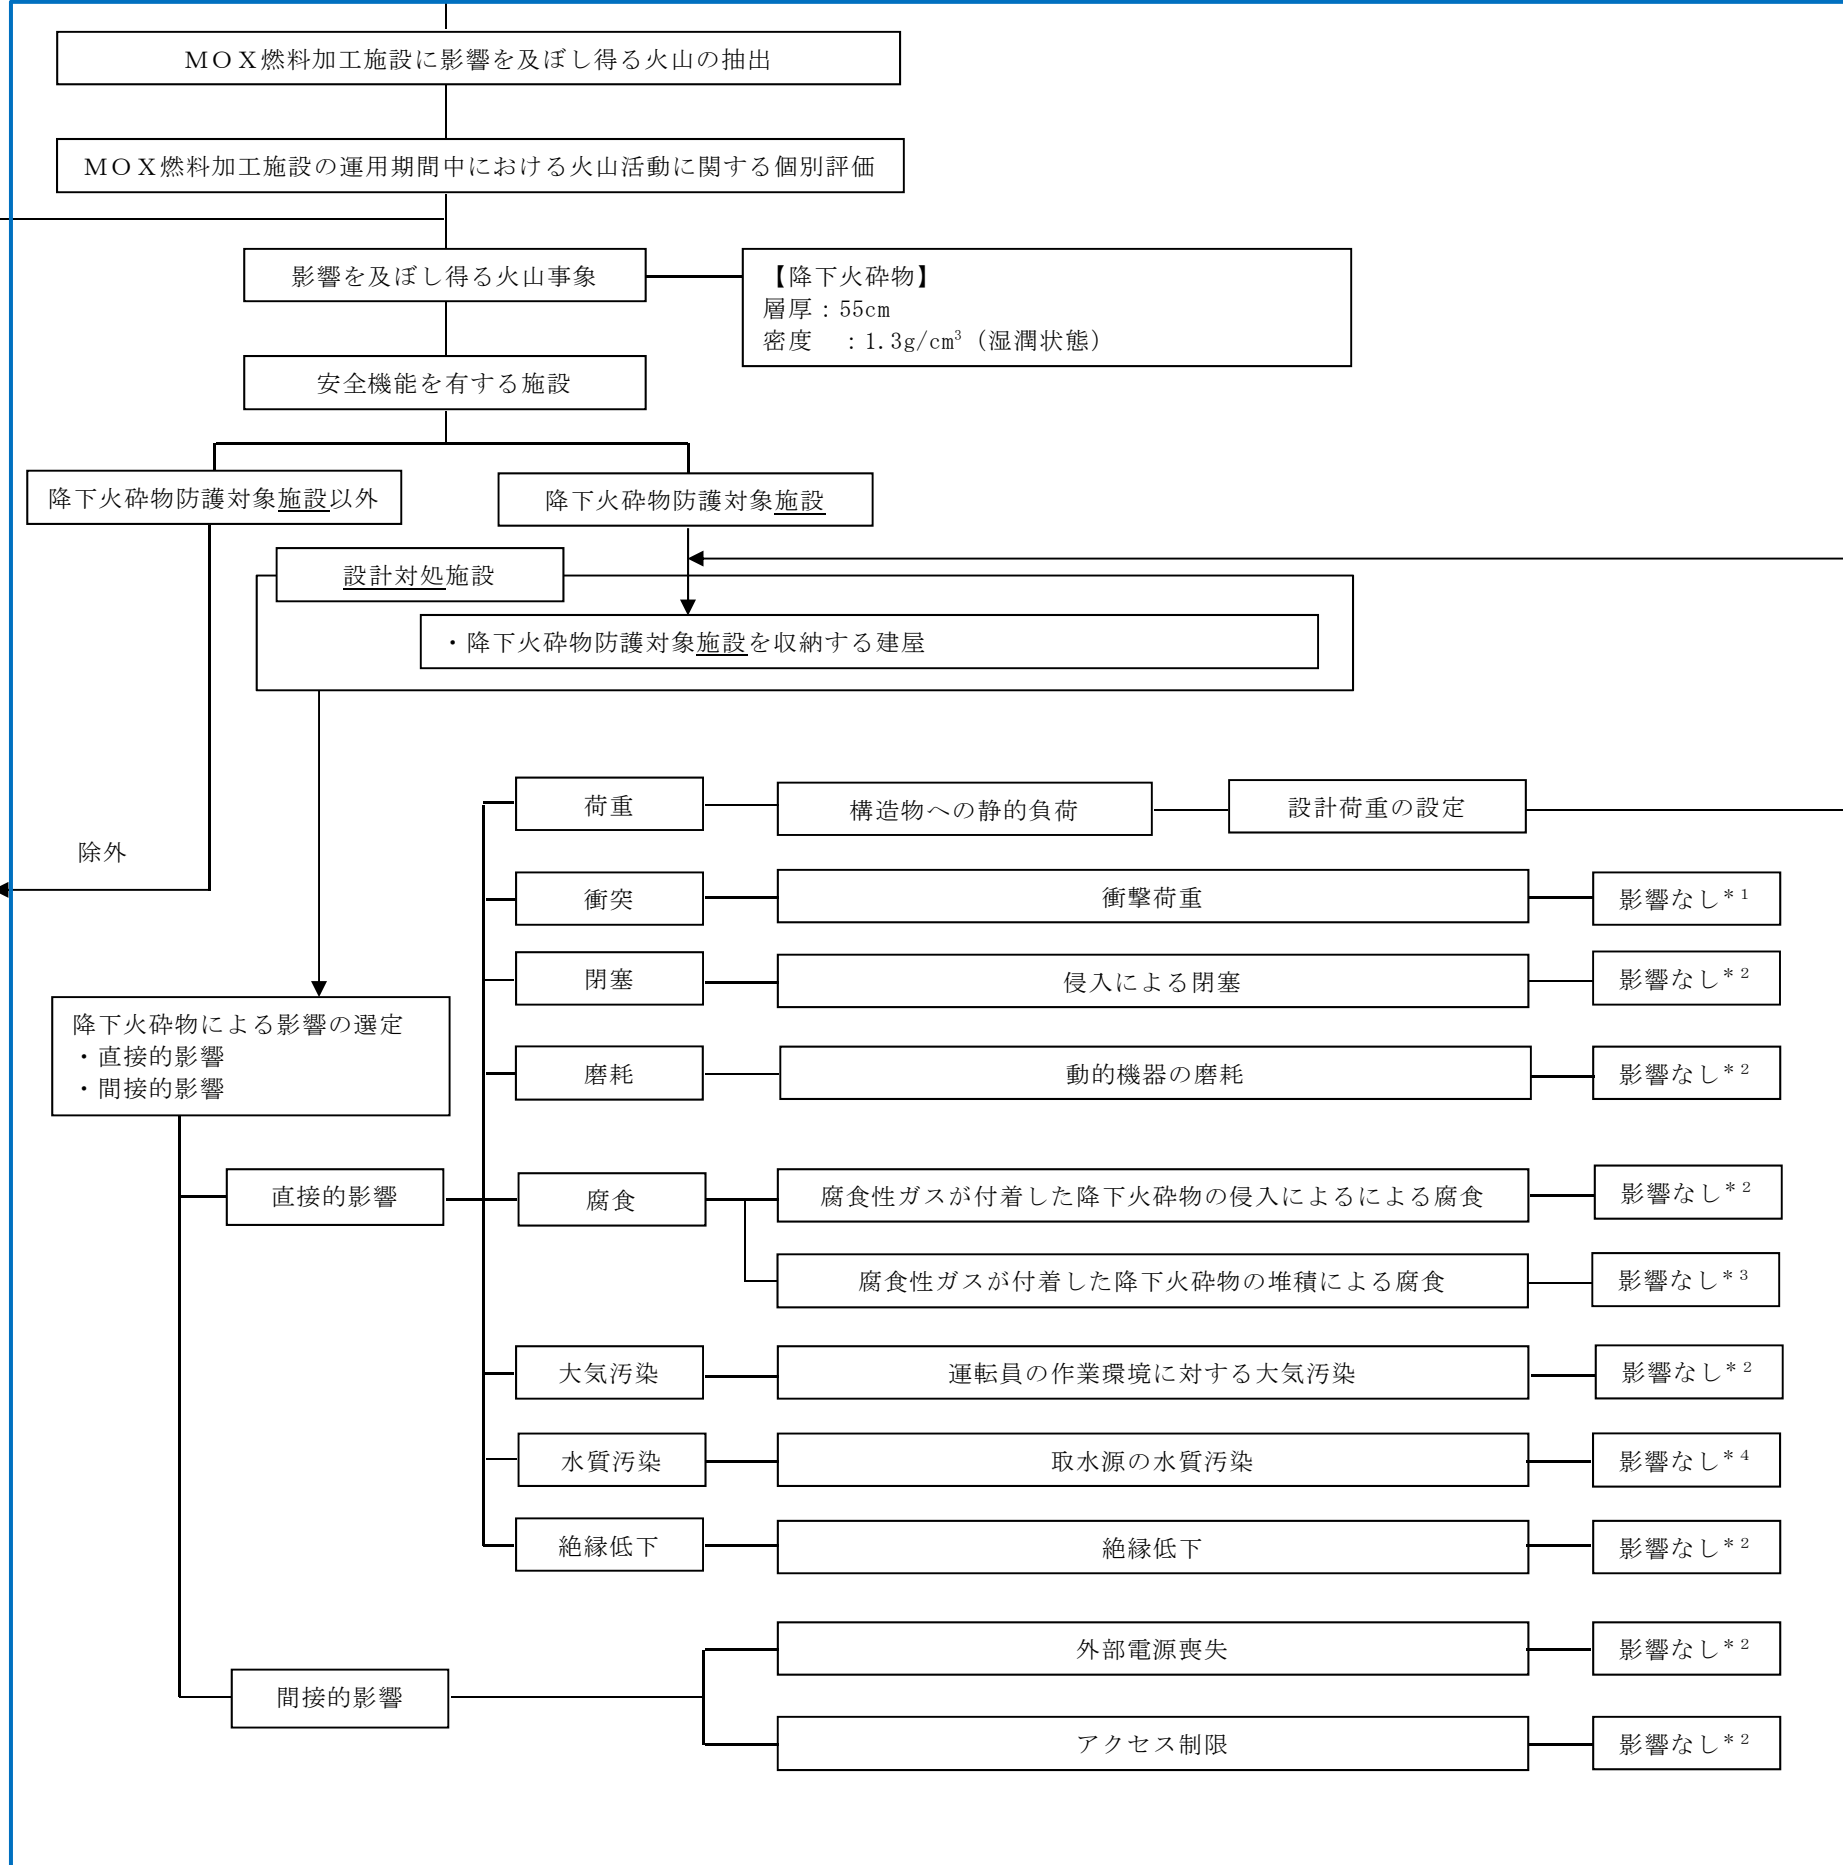 MOX燃料加工施設に影響を及ぼし得る火山の抽出
MOX燃料加工施設の運用期間中における火山活動に関する個別評価
影響を及ぼし得る火山事象
【降下火砕物】
層厚：55cm
密度　：1.3g/cm³（湿潤状態）
安全機能を有する施設
降下火砕物防護対象施設以外
降下火砕物防護対象施設
設計対処施設
・降下火砕物防護対象施設を収納する建屋
荷重
構造物への静的負荷
設計荷重の設定
除外
衝突
衝撃荷重
影響なし＊1
閉塞
侵入による閉塞
影響なし＊2
降下火砕物による影響の選定
・直接的影響
・間接的影響
磨耗
動的機器の磨耗
影響なし＊2
直接的影響
腐食
腐食性ガスが付着した降下火砕物の侵入によるによる腐食
影響なし＊2
腐食性ガスが付着した降下火砕物の堆積による腐食
影響なし＊3
大気汚染
運転員の作業環境に対する大気汚染
影響なし＊2
水質汚染
取水源の水質汚染
影響なし＊4
絶縁低下
絶縁低下
影響なし＊2
間接的影響
外部電源喪失
影響なし＊2
アクセス制限
影響なし＊2